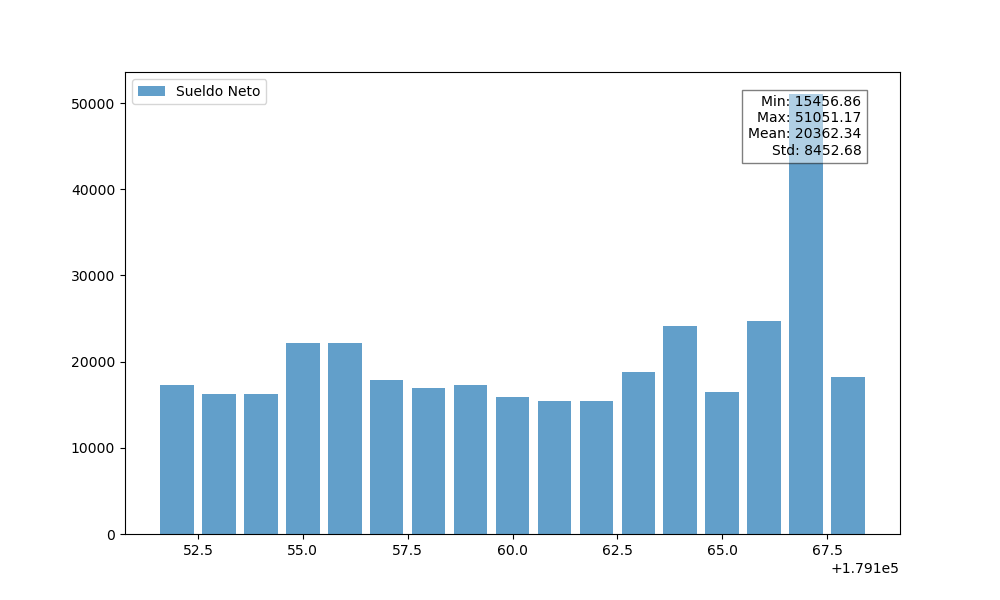 Sueldo Neto
Min: 15456.86
Max: 51051.17
Mean: 20362.34
Std: 8452.68
50000
40000
30000
20000
10000
0
52.5 55.0 57.5 60.0 62.5 65.0 67.5
+1.791e5